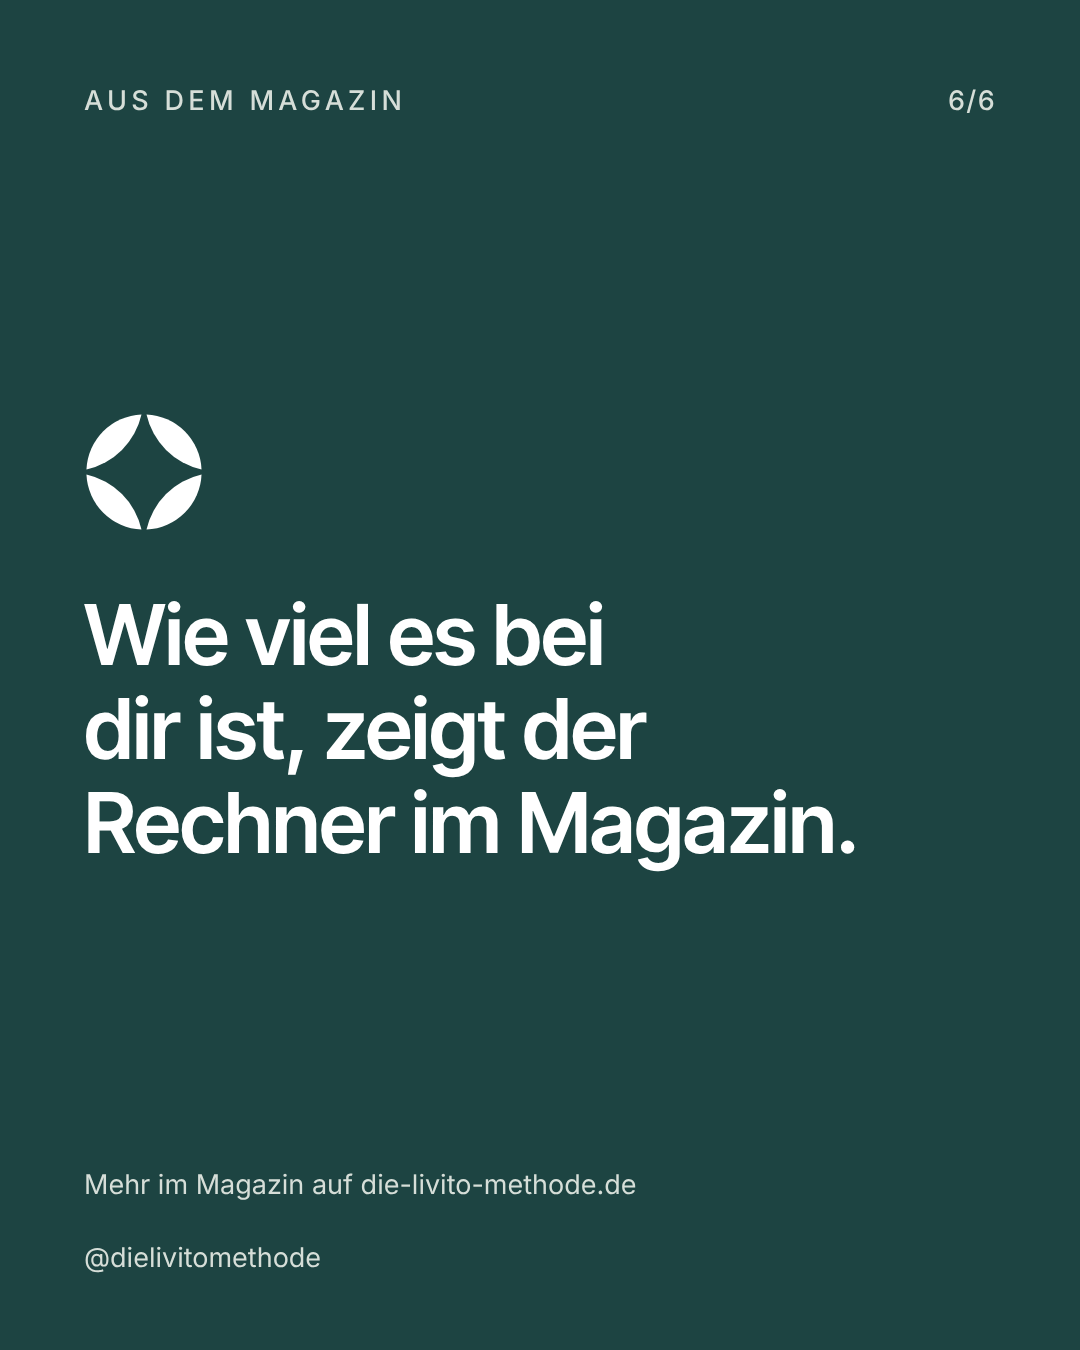 AUS DEM MAGAZIN
6/6
Wie viel es bei
dir ist, zeigt der
Rechner im Magazin.
Mehr im Magazin auf die-livito-methode.de
@dielivitomethode